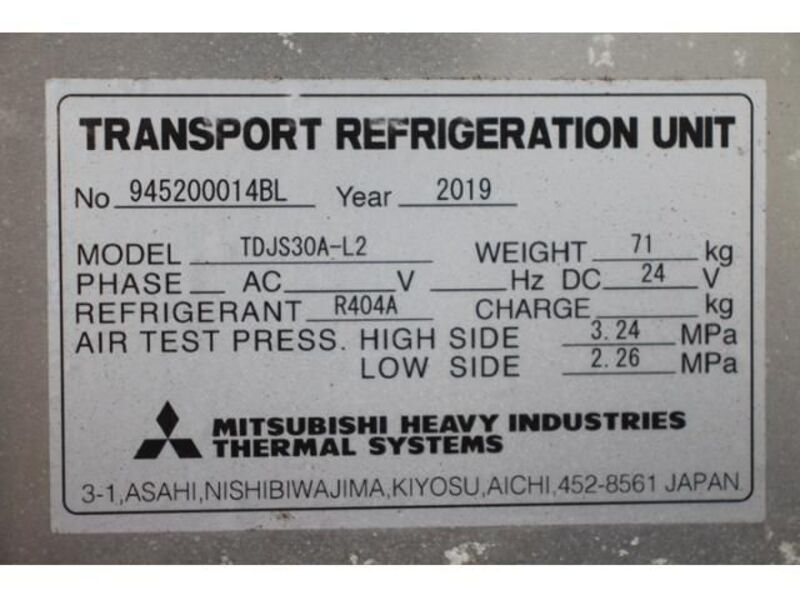 TRANSPORT REFRIGERATION UNIT
No 945200014BL Year 2019
MODEL TDJS30A-L2 WEIGHT 71 kg
PHASE AC V Hz DC 24 V
REFRIGERANT R404A CHARGE kg
AIR TEST PRESS. HIGH SIDE 3.24 MPa
LOW SIDE 2.26 MPa
MITSUBISHI HEAVY INDUSTRIES
THERMAL SYSTEMS
3-1,ASAHI,NISHIBIWAJIMA,KIYOSU,AICHI,452-8561 JAPAN